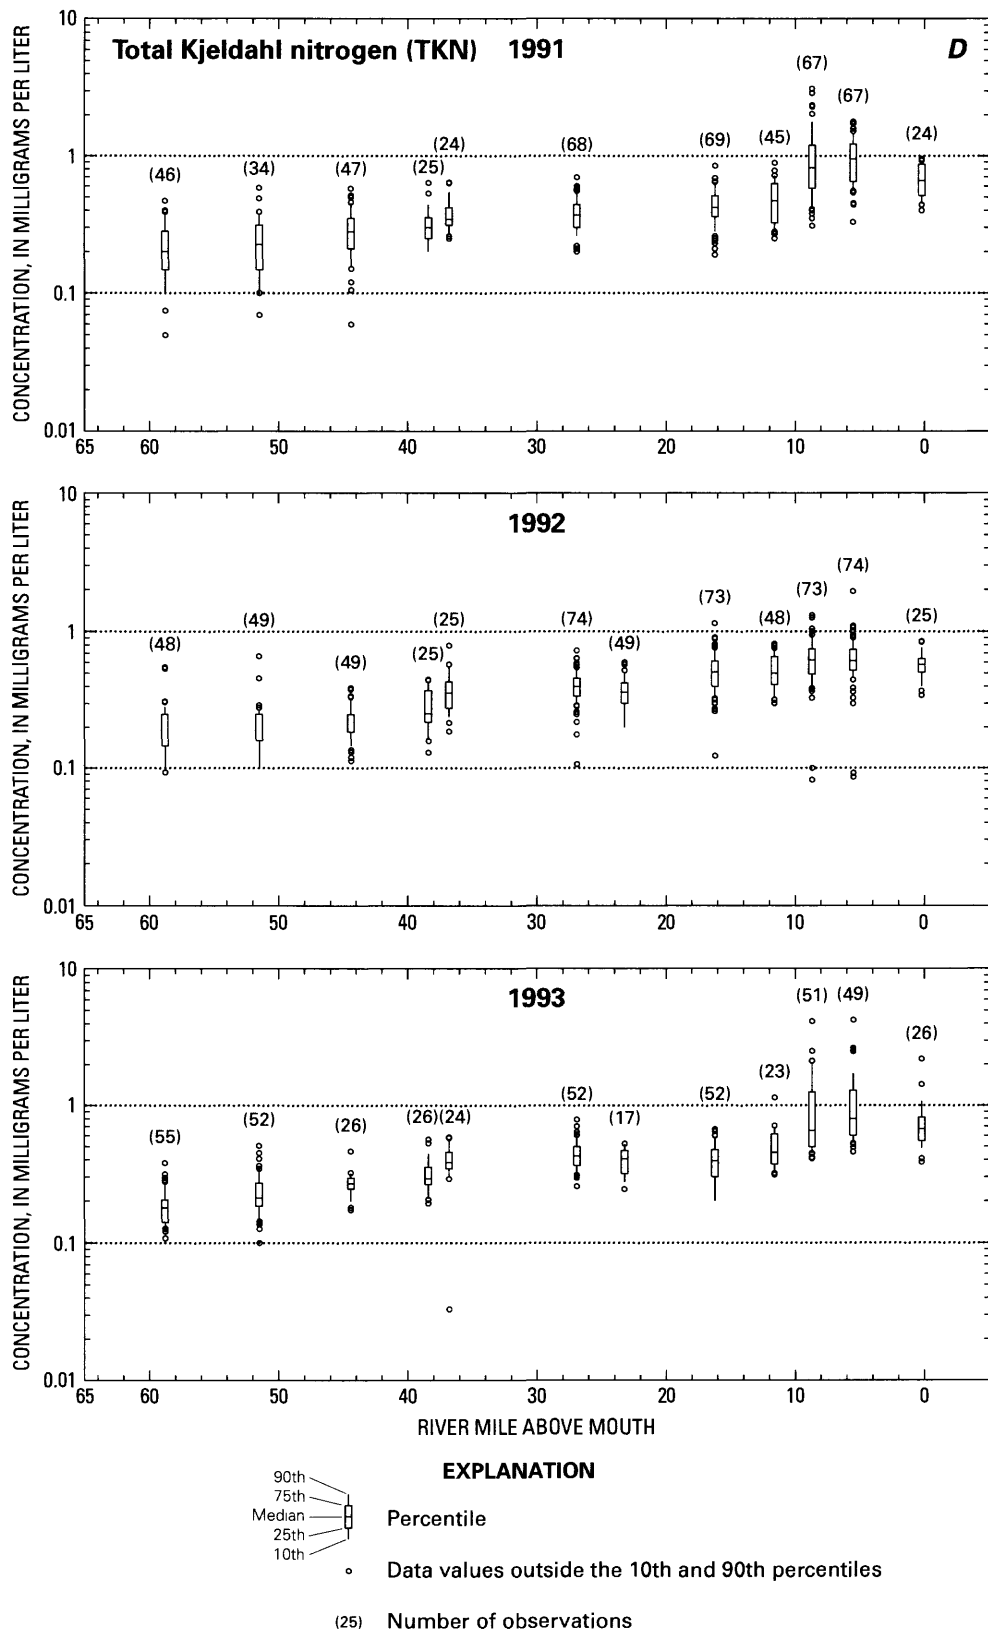 Total Kjeldahl nitrogen (TKN) 1991 D
CONCENTRATION, IN MILLIGRAMS PER LITER
10
1
0.1
0.01
(46) (34) (47) (25) (24) (68) (69) (45) (67) (67) (24)
65 60 50 40 30 20 10 0
1992
CONCENTRATION, IN MILLIGRAMS PER LITER
10
1
0.1
0.01
(48) (49) (49) (25) (25) (74) (49) (73) (48) (73) (74) (25)
65 60 50 40 30 20 10 0
1993
CONCENTRATION, IN MILLIGRAMS PER LITER
10
1
0.1
0.01
(55) (52) (26) (26) (24) (52) (17) (52) (23) (51) (49) (26)
65 60 50 40 30 20 10 0
RIVER MILE ABOVE MOUTH
EXPLANATION
90th
75th
Median
25th
10th
Percentile
Data values outside the 10th and 90th percentiles
(25) Number of observations